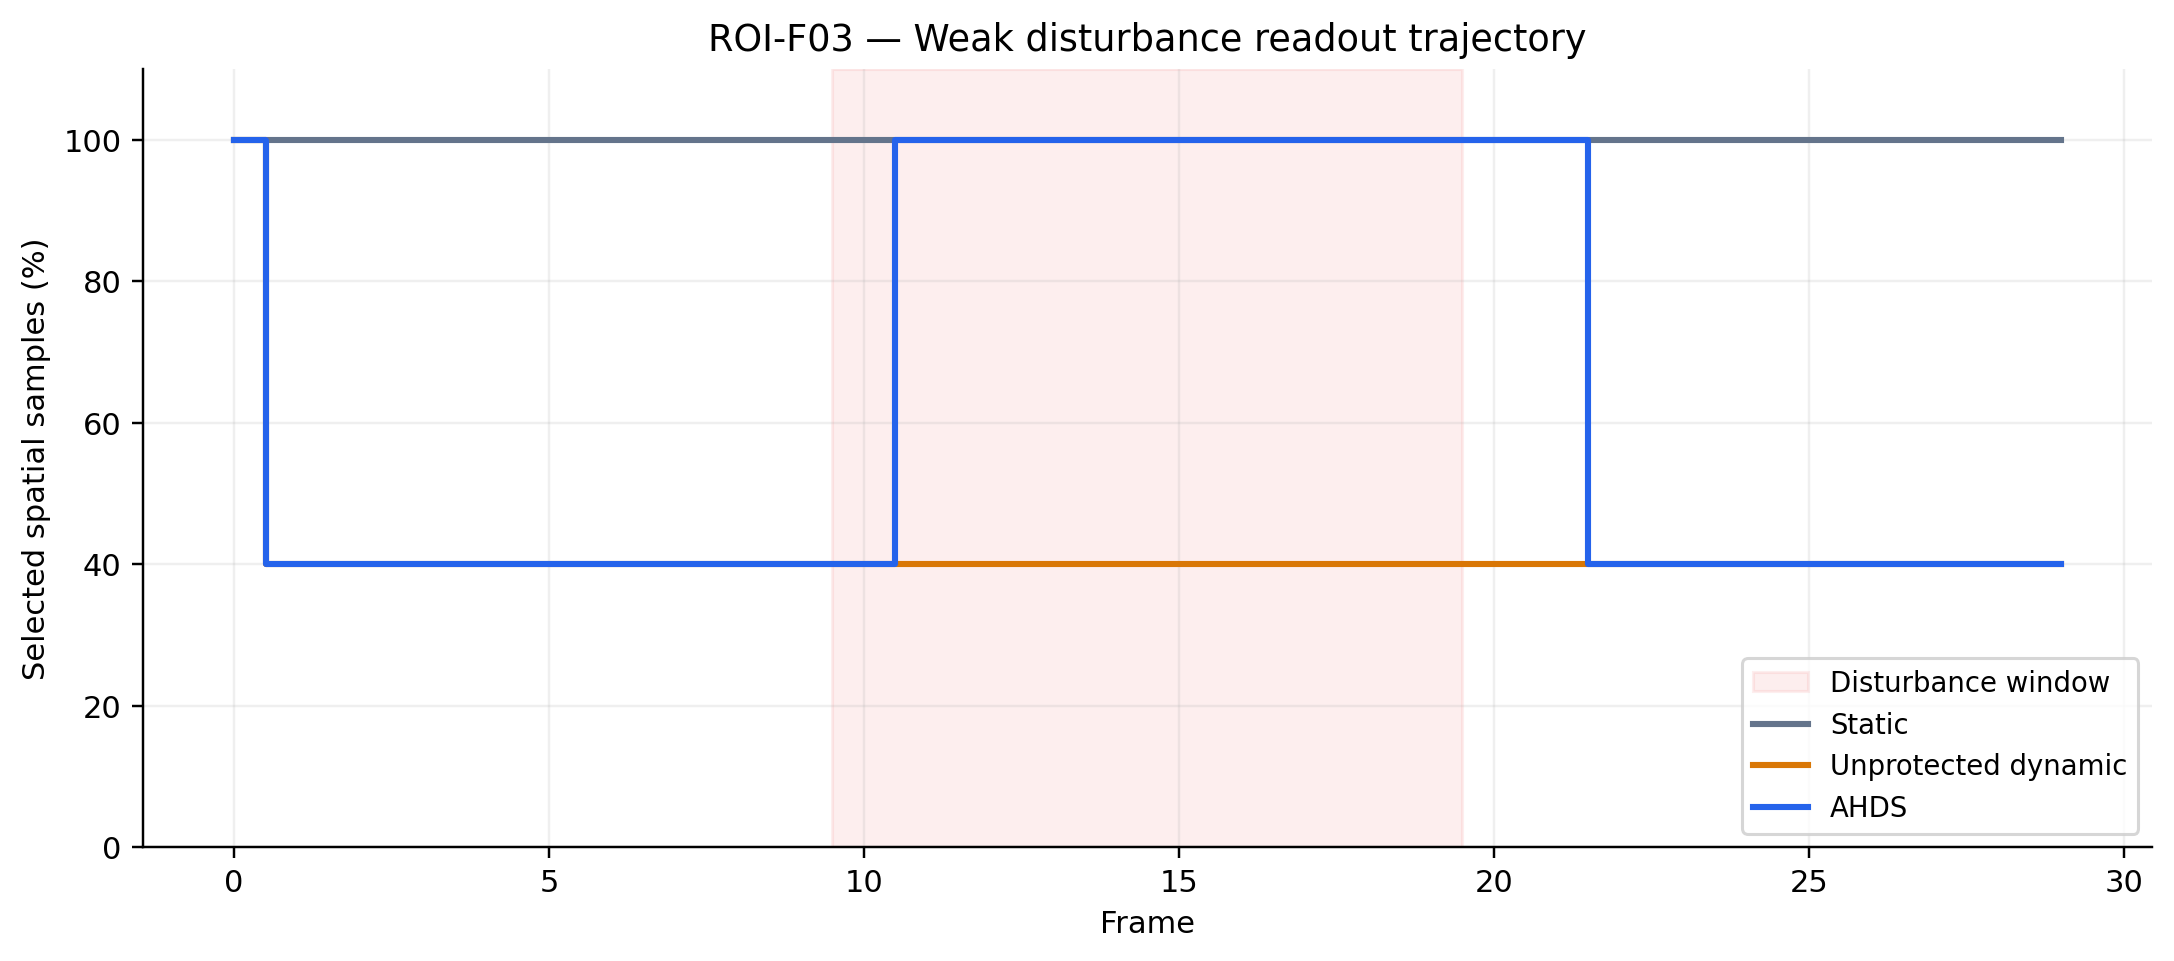 ROI-F03 — Weak disturbance readout trajectory
Selected spatial samples (%)
100
80
60
40
20
0
0 5 10 15 20 25 30
Frame
Disturbance window
Static
Unprotected dynamic
AHDS